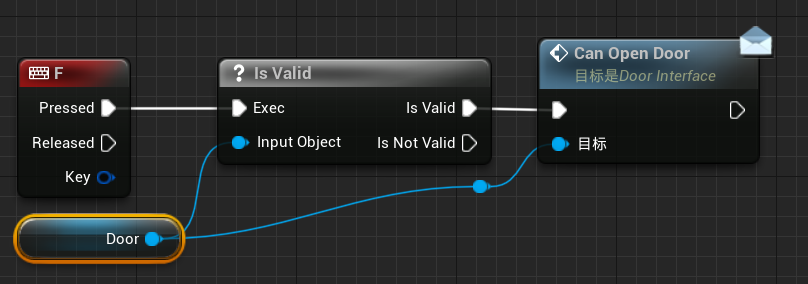 F
Pressed
Released
Key
Door
Is Valid
Exec
Is Valid
Input Object
Is Not Valid
Can Open Door
目标是Door Interface
目标